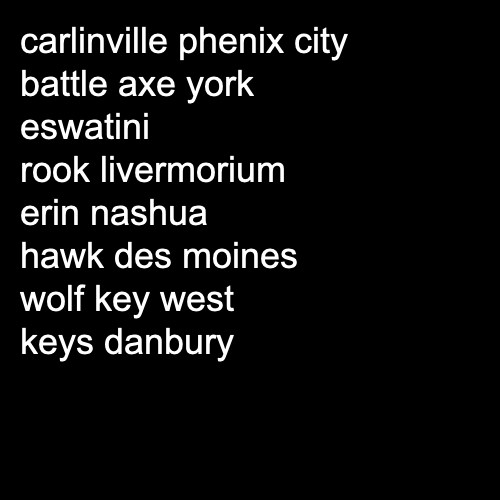 carlinville phenix city
battle axe york
eswatini
rook livermorium
erin nashua
hawk des moines
wolf key west
keys danbury